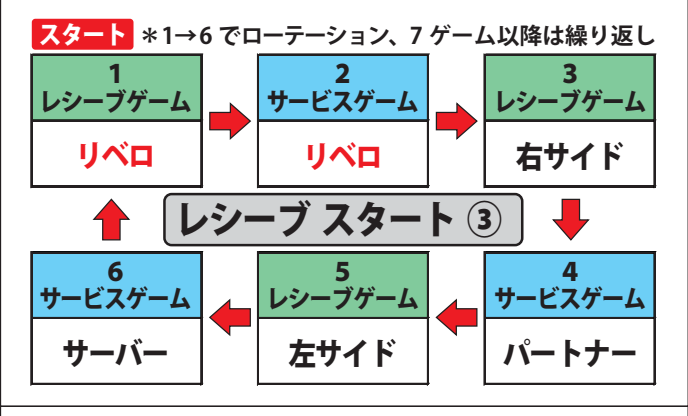 スタート ＊1→6 でローテーション、7 ゲーム以降は繰り返し
1
レシーブゲーム
リベロ
2
サービスゲーム
リベロ
3
レシーブゲーム
右サイド
レシーブ スタート ③
6
サービスゲーム
サーバー
5
レシーブゲーム
左サイド
4
サービスゲーム
パートナー